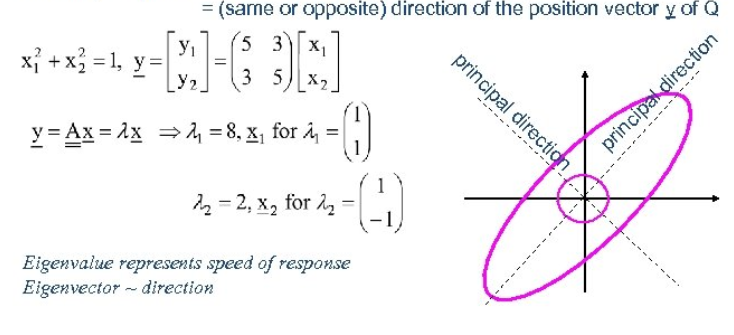 = (same or opposite) direction of the position vector y of Q
x₁² + x₂² = 1, y = [y₁ y₂] = (5 3 3 5)[x₁ x₂]
y = Ax = λx ⇒ λ₁ = 8, x₁ for λ₁ = (1 1)
λ₂ = 2, x₂ for λ₂ = (1 −1)
Eigenvalue represents speed of response
Eigenvector ~ direction
principal direction
principal direction